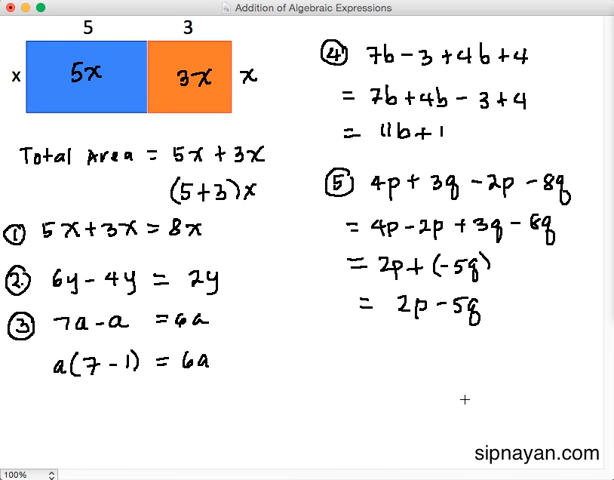 Addition of Algebraic Expressions
5 3
x 5x 3x x
Total Area = 5x + 3x
(5+3)x
① 5x + 3x = 8x
② 6y - 4y = 2y
③ 7a - a = 6a
a(7 - 1) = 6a
④ 7b - 3 + 4b + 4
= 7b + 4b - 3 + 4
= 11b + 1
⑤ 4p + 3q - 2p - 8q
= 4p - 2p + 3q - 8q
= 2p + (-5q)
= 2p - 5q
sipnayan.com
100%